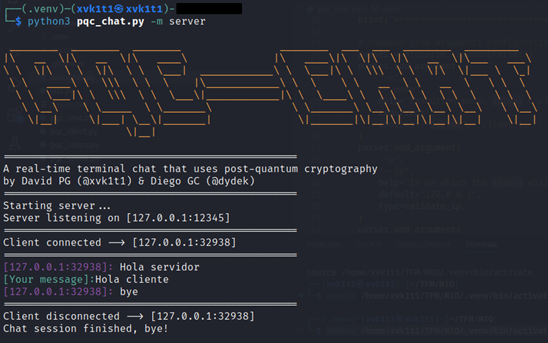 (.venv)-(xvk1t1㉿xvk1t1)-
$ python3 pqc_chat.py -m server
PQC-CHAT
A real-time terminal chat that uses post-quantum cryptography
by David PG (@xvk1t1) & Diego GC (@dydek)
Starting server...
Server listening on [127.0.0.1:12345]
Client connected —> [127.0.0.1:32938]
[127.0.0.1:32938]: Hola servidor
[Your message]:Hola cliente
[127.0.0.1:32938]: bye
Client disconnected —> [127.0.0.1:32938]
Chat session finished, bye!